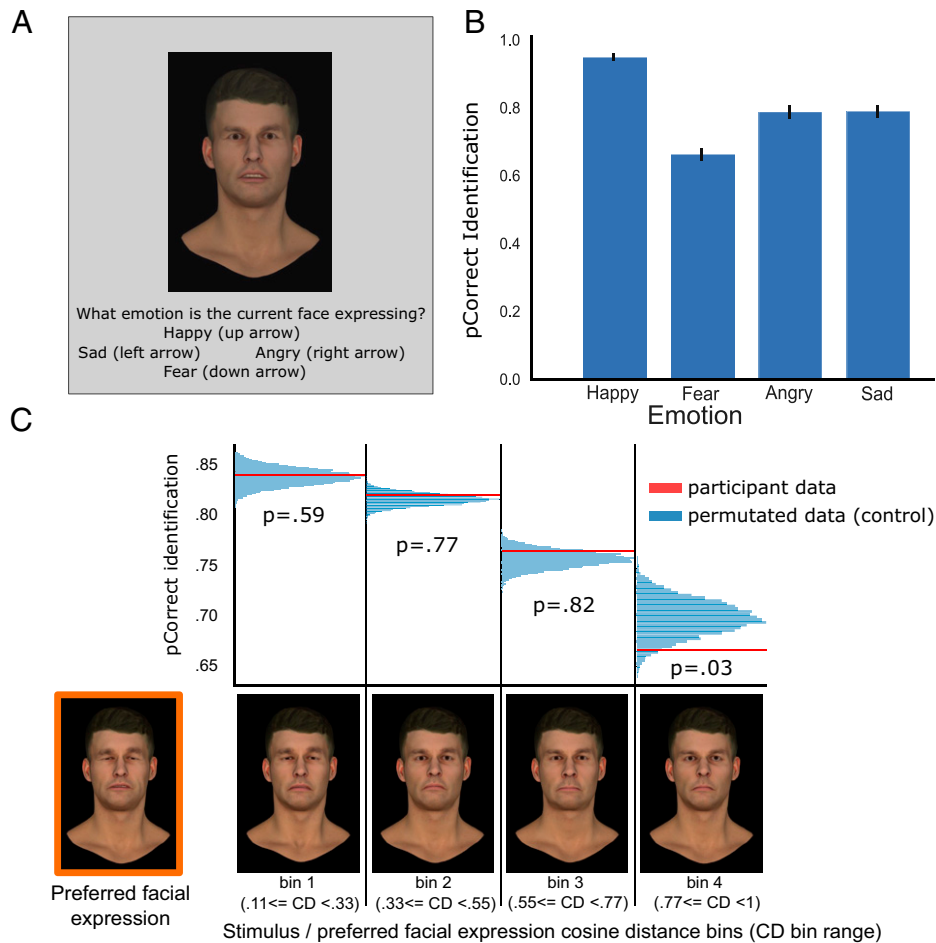 A
What emotion is the current face expressing?
Happy (up arrow)
Sad (left arrow) Angry (right arrow)
Fear (down arrow)
B
pCorrect Identification
1.0
0.8
0.6
0.4
0.2
0.0
Happy Fear Angry Sad
Emotion
C
pCorrect identification
.85
.80
.75
.70
.65
p=.59
p=.77
p=.82
p=.03
participant data
permutated data (control)
Preferred facial
expression
bin 1
(.11<= CD <.33)
bin 2
(.33<= CD <.55)
bin 3
(.55<= CD <.77)
bin 4
(.77<= CD <1)
Stimulus / preferred facial expression cosine distance bins (CD bin range)